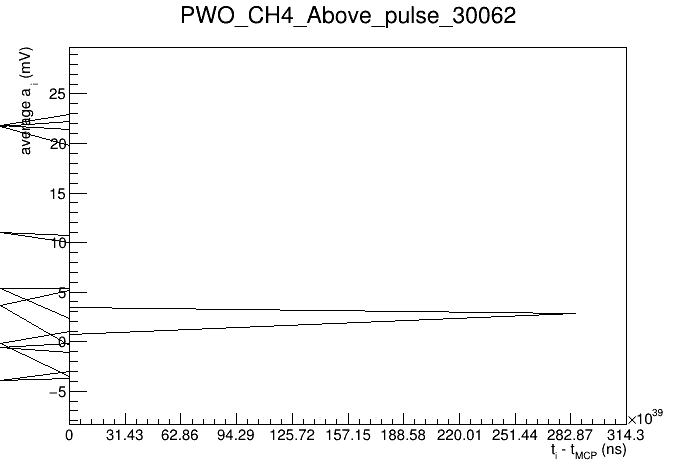 PWO_CH4_Above_pulse_30062
average a_i (mV)
25
20
15
10
5
0
−5
0 31.43 62.86 94.29 125.72 157.15 188.58 220.01 251.44 282.87 314.3
×10^39
t_i - t_MCP (ns)